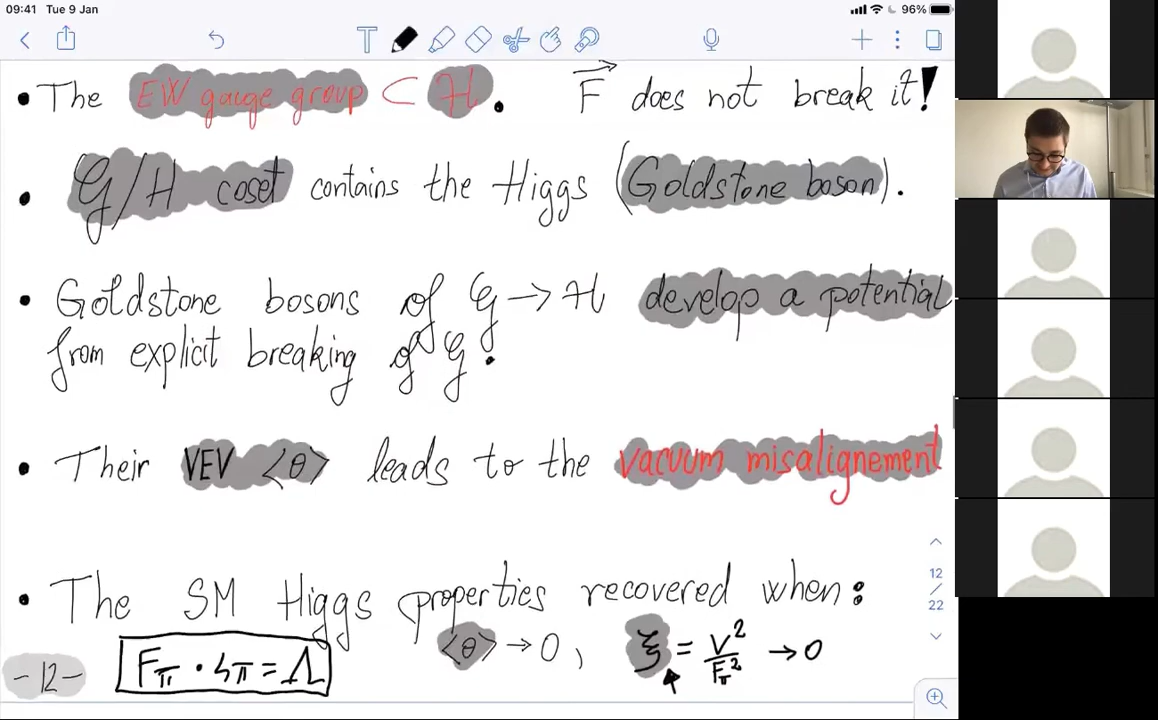 09:41 Tue 9 Jan 96%
• The EW gauge group ⊂ H. F⃗ does not break it!
• G/H coset contains the Higgs (Goldstone boson).
• Goldstone bosons of G → H develop a potential
from explicit breaking of G.
• Their VEV <θ> leads to the vacuum misalignement
• The SM Higgs properties recovered when:
<θ> → 0, ξ = v²/F_π² → 0
F_π · 4π = Λ
-12-
12
/
22